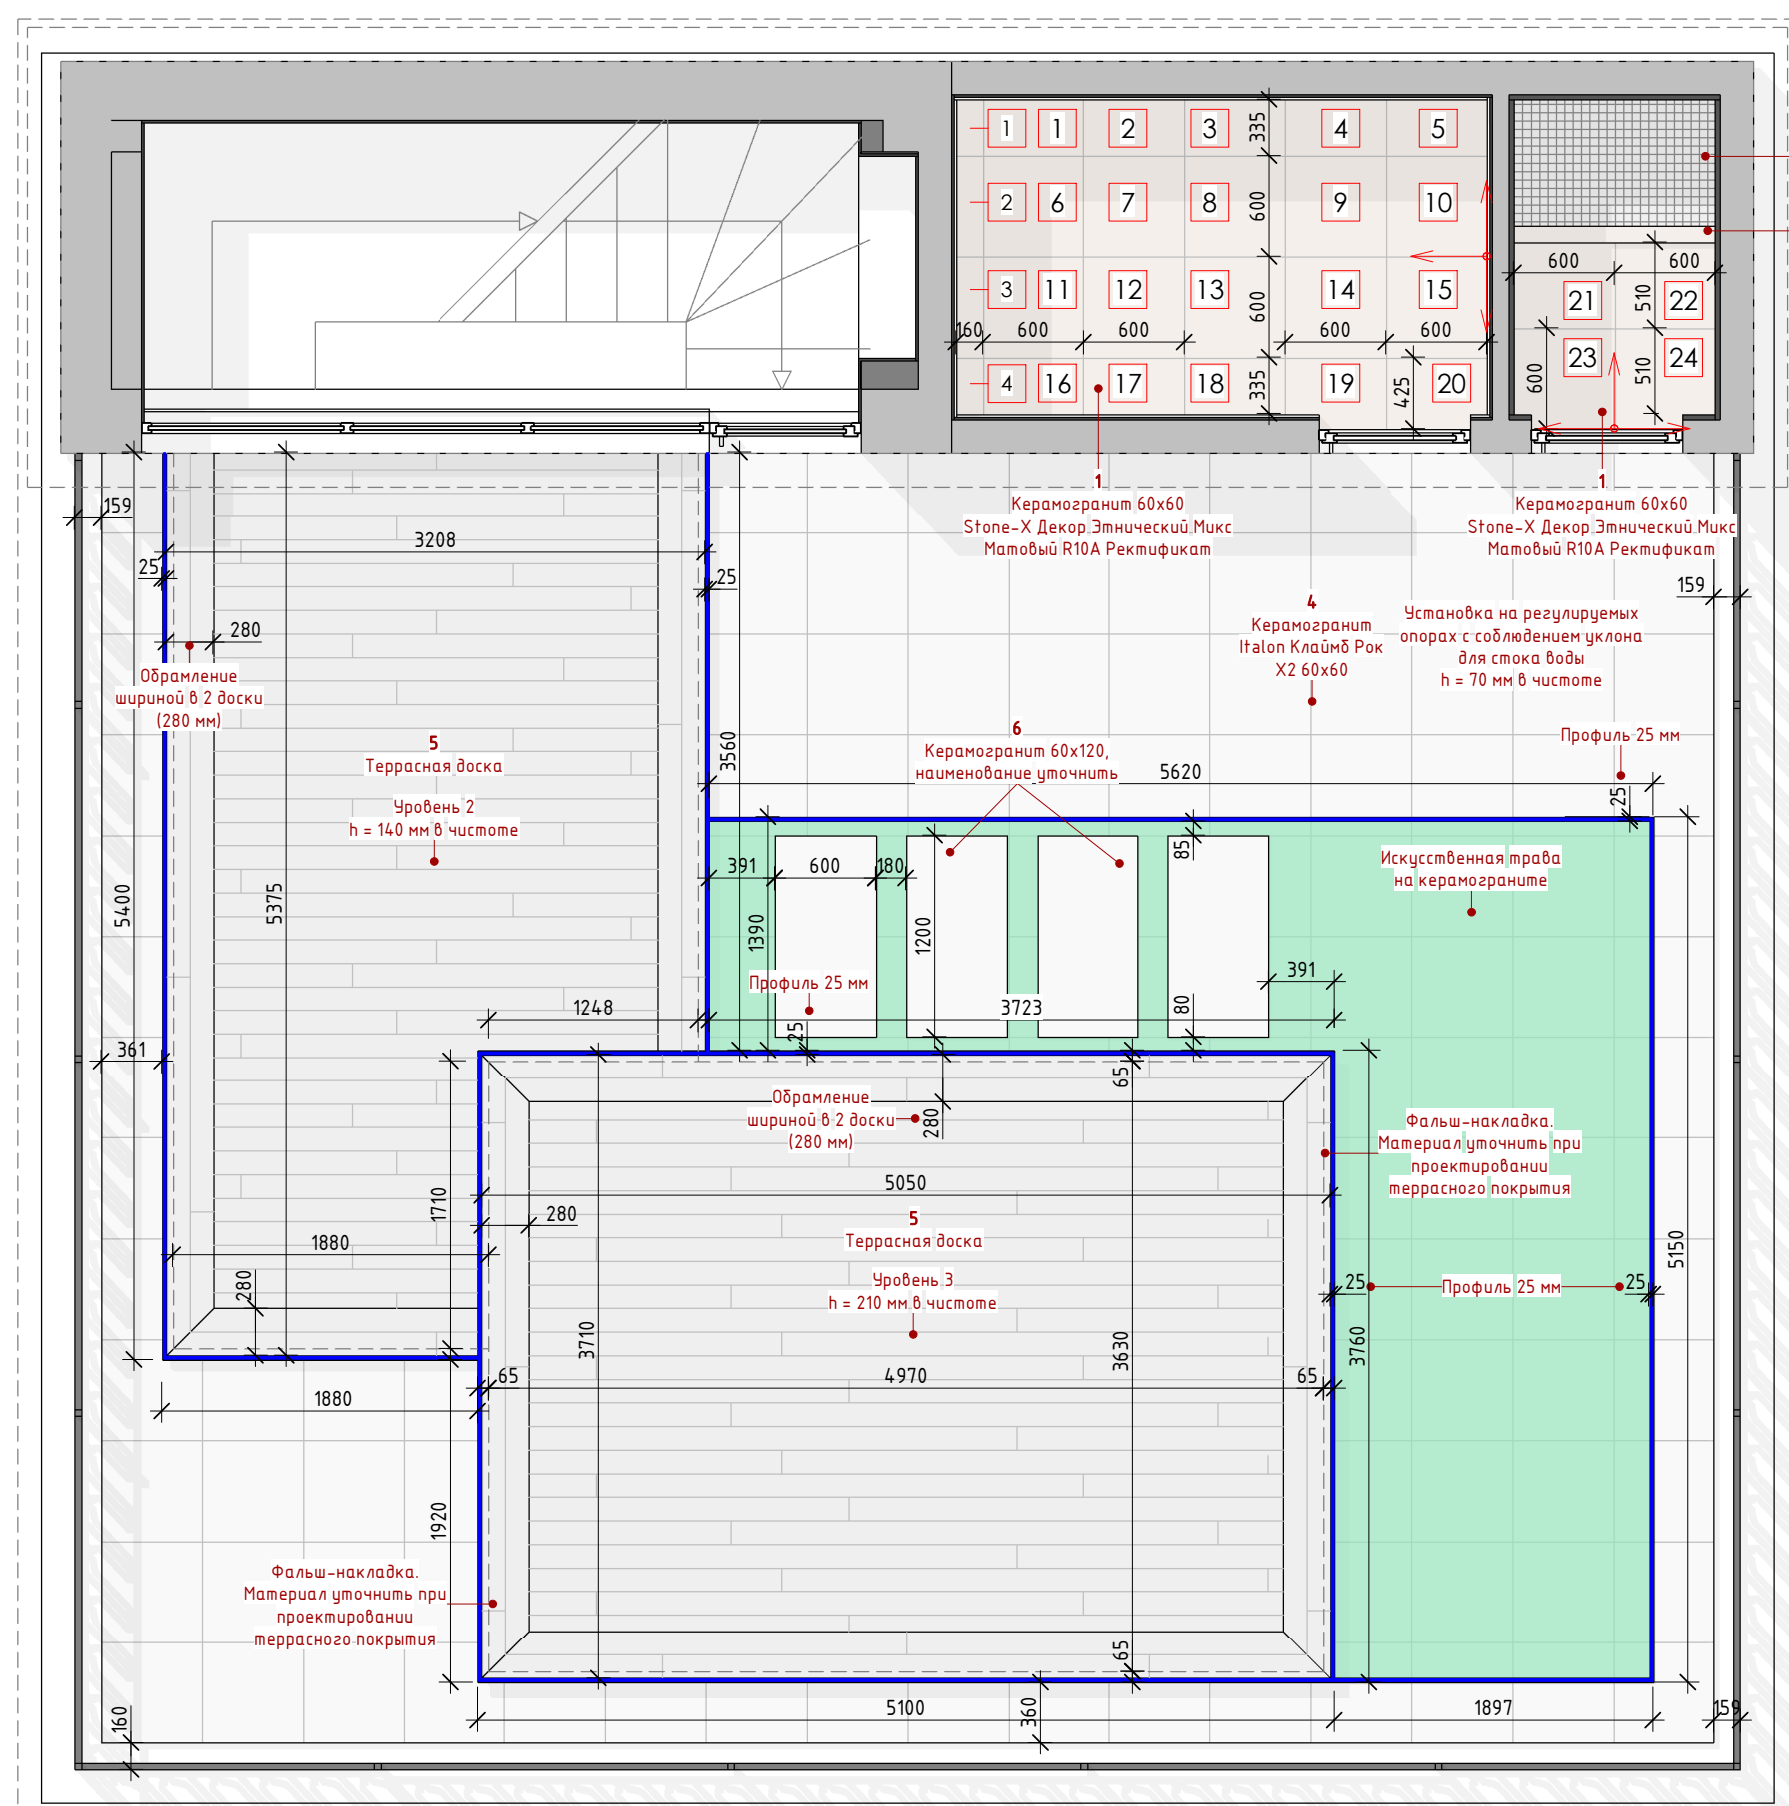 1 1 2 3 4 5
335
2 6 7 8 9 10
600
600 600
3 11 12 13 14 15
21 22
510
600
160 600 600 600 600
4 16 17 18 19 20
335
425
23 24
600
510
1
Керамогранит 60x60
Stone-X Декор Этнический Микс
Матовый R10A Ректификат
1
Керамогранит 60x60
Stone-X Декор Этнический Микс
Матовый R10A Ректификат
159
3208
25
25
159
280
Обрамление
шириной в 2 доски
(280 мм)
4
Керамогранит
Italon Клаймб Рок
X2 60x60
Установка на регулируемых
опорах с соблюдением уклона
для стока воды
h = 70 мм в чистоте
5
Террасная доска
Уровень 2
h = 140 мм в чистоте
3560
6
Керамогранит 60x120,
наименование уточнить
Профиль 25 мм
5620
25
5400
5375
391 600 180
85
1390
1200
Искусственная трава
на керамограните
Профиль 25 мм
391
1248
3723
80
25
361
65
280
Обрамление
шириной в 2 доски
(280 мм)
Фальш-накладка.
Материал уточнить при
проектировании
террасного покрытия
5050
1710
280
5
Террасная доска
Уровень 3
h = 210 мм в чистоте
1880
280
5150
25
Профиль 25 мм
25
3710
3630
3760
65 4970 65
1880
1920
Фальш-накладка.
Материал уточнить при
проектировании
террасного покрытия
65
160
5100
360
1897
159